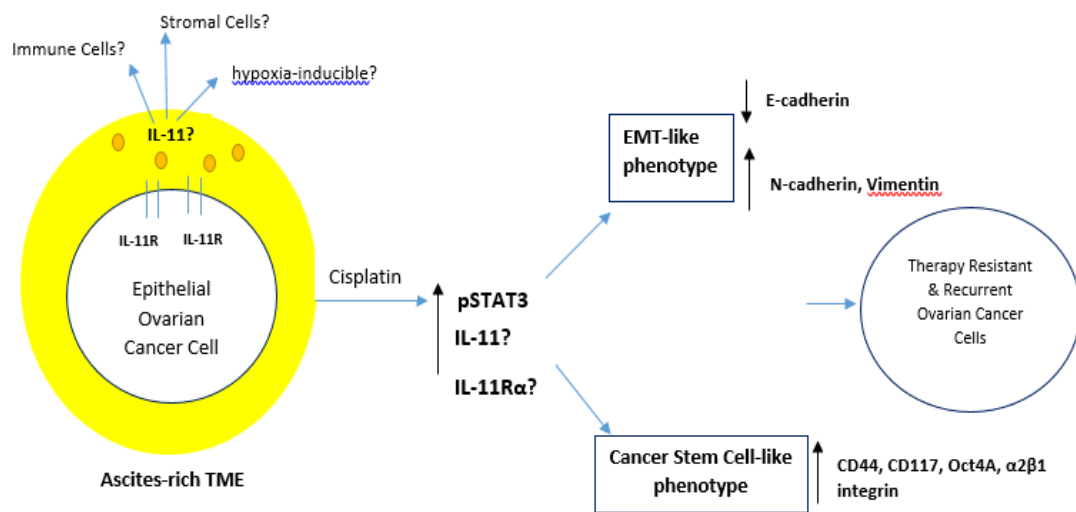 Stromal Cells?
Immune Cells?
hypoxia-inducible?
IL-11?
IL-11R
IL-11R
Epithelial
Ovarian
Cancer Cell
Ascites-rich TME
Cisplatin
pSTAT3
IL-11?
IL-11Rα?
EMT-like
phenotype
E-cadherin
N-cadherin, Vimentin
Cancer Stem Cell-like
phenotype
CD44, CD117, Oct4A, α2β1
integrin
Therapy Resistant
& Recurrent
Ovarian Cancer
Cells